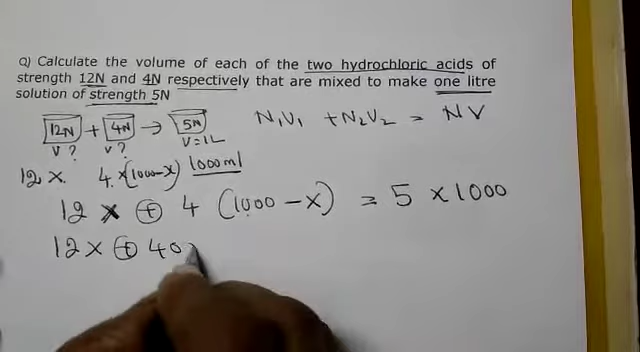 Q) Calculate the volume of each of the two hydrochloric acids of
strength 12N and 4N respectively that are mixed to make one litre
solution of strength 5N
12N + 4N → 5N N₁V₁ + N₂V₂ = NV
V? V? V=1L
12 x. 4 x(1000-x) 1000ml
12 x + 4 (1000 - x) = 5 x 1000
12x + 40